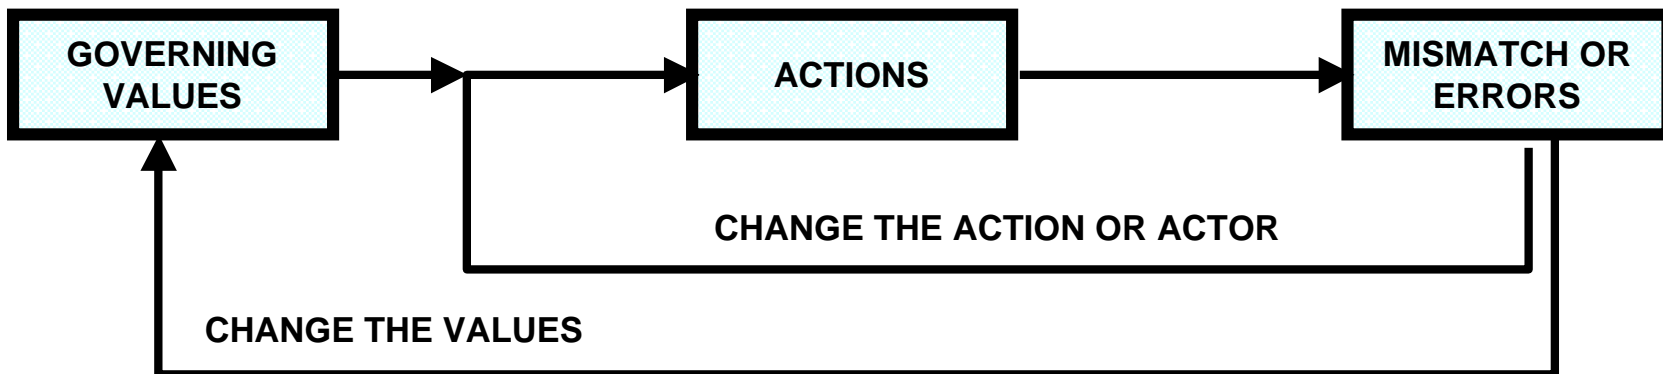 GOVERNING
VALUES
ACTIONS
MISMATCH OR
ERRORS
CHANGE THE ACTION OR ACTOR
CHANGE THE VALUES